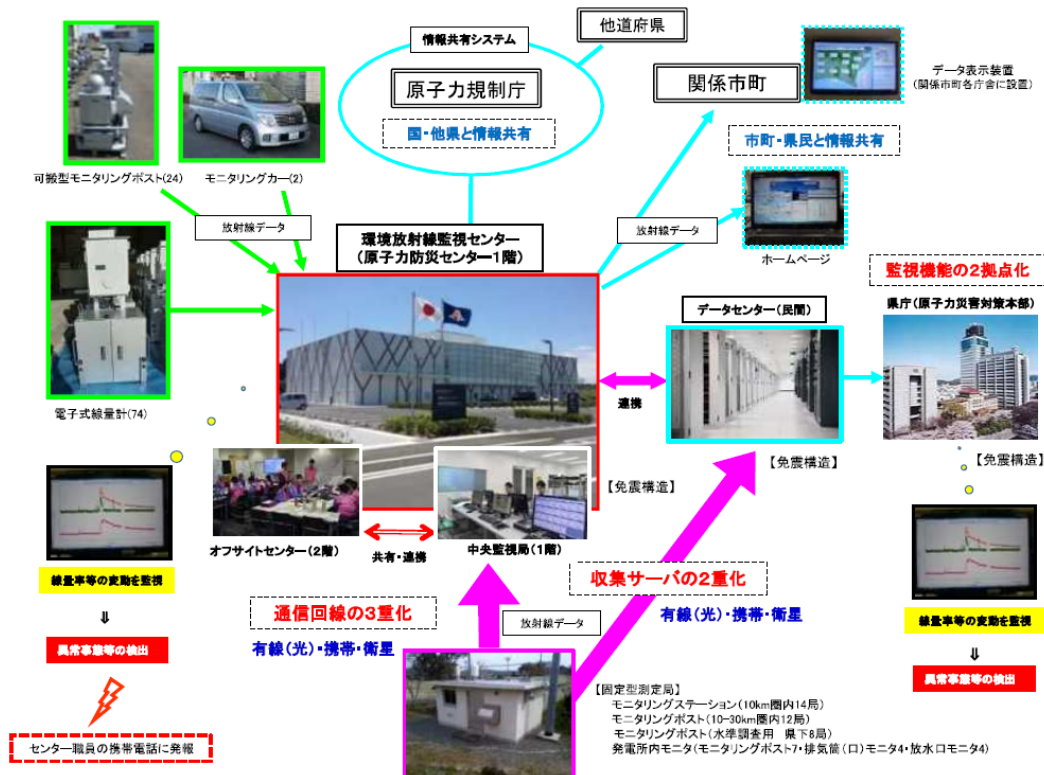 情報共有システム
他道府県
原子力規制庁
国・他県と情報共有
関係市町
データ表示装置
(関係市町各庁舎に設置)
市町・県民と情報共有
可搬型モニタリングポスト(24)
モニタリングカー(2)
放射線データ
環境放射線監視センター
(原子力防災センター1階)
放射線データ
ホームページ
監視機能の2拠点化
データセンター(民間)
県庁(原子力災害対策本部)
連携
電子式線量計(74)
【免震構造】
【免震構造】
【免震構造】
オフサイトセンター(2階)
共有・連携
中央監視局(1階)
線量率等の変動を監視
⇓
異常事態等の検出
センター職員の携帯電話に発報
通信回線の3重化
有線(光)・携帯・衛星
放射線データ
収集サーバの2重化
有線(光)・携帯・衛星
線量率等の変動を監視
⇓
異常事態等の検出
【固定型測定局】
モニタリングステーション(10km圏内14局)
モニタリングポスト(10-30km圏内12局)
モニタリングポスト(水準調査用 県下8局)
発電所内モニタ(モニタリングポスト7・排気筒(口)モニタ4・放水口モニタ4)